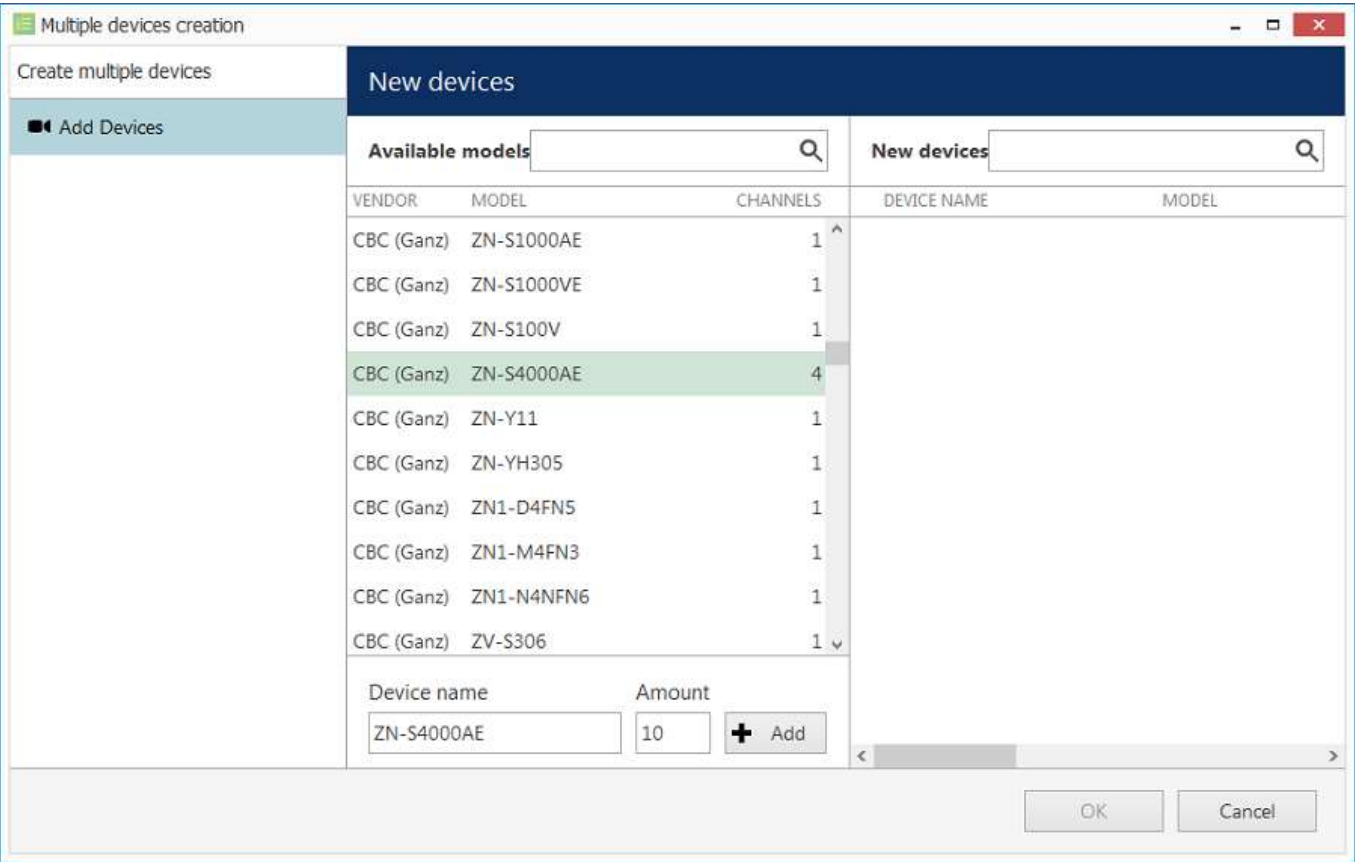 Multiple devices creation
Create multiple devices
New devices
Add Devices
Available models
New devices
VENDOR MODEL CHANNELS
DEVICE NAME MODEL
CBC (Ganz) ZN-S1000AE 1
CBC (Ganz) ZN-S1000VE 1
CBC (Ganz) ZN-S100V 1
CBC (Ganz) ZN-S4000AE 4
CBC (Ganz) ZN-Y11 1
CBC (Ganz) ZN-YH305 1
CBC (Ganz) ZN1-D4FN5 1
CBC (Ganz) ZN1-M4FN3 1
CBC (Ganz) ZN1-N4NFN6 1
CBC (Ganz) ZV-S306 1
Device name Amount
ZN-S4000AE 10 Add
OK Cancel